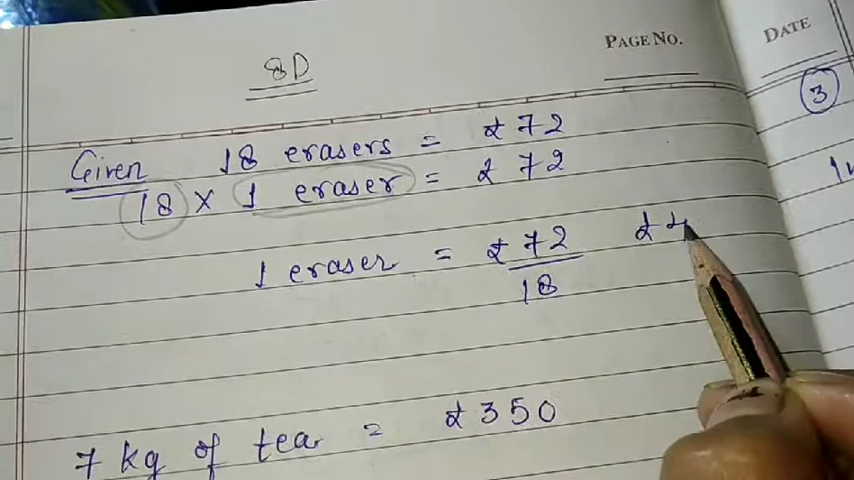 PAGE NO.
DATE
8D
3
Given 18 erasers = ₹ 72
18 × 1 eraser = ₹ 72
1 eraser = ₹ 72 ₹ 4
18
7 kg of tea = ₹ 350